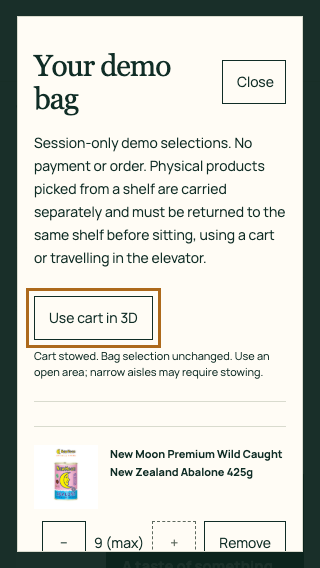 Your demo
bag
Close
Session-only demo selections. No
payment or order. Physical products
picked from a shelf are carried
separately and must be returned to the
same shelf before sitting, using a cart
or travelling in the elevator.
Use cart in 3D
Cart stowed. Bag selection unchanged. Use an
open area; narrow aisles may require stowing.
New Moon Premium Wild Caught
New Zealand Abalone 425g
− 9 (max) + Remove
A taste of something